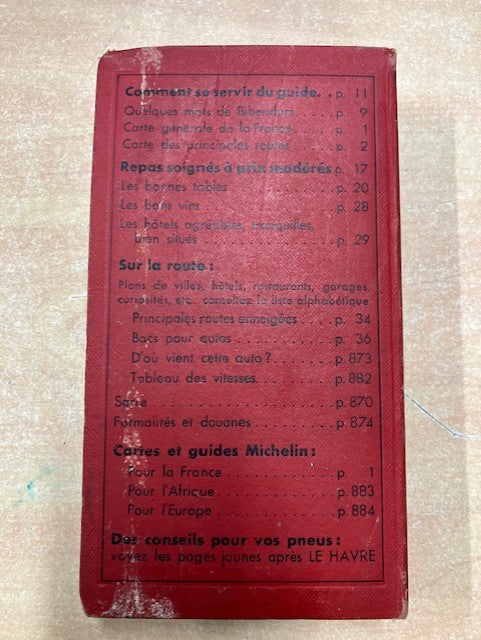 Comment se servir du guide. . p. 11
Quelques mots de Bibendum . . . . p. 9
Carte générale de la France . . . . p. 1
Carte des principales routes . . . . p. 2
Repas soignés à prix modérés p. 17
Les bonnes tables . . . . . . . . p. 20
Les bons vins . . . . . . . . . . p. 28
Les hôtels agréables, tranquilles,
bien situés . . . . . . . . . . . p. 29
Sur la route :
Plans de villes, hôtels, restaurants, garages,
curiosités, etc. consultez la liste alphabétique
Principales routes enneigées . . . . p. 34
Bacs pour autos . . . . . . . . p. 36
D'où vient cette auto ? . . . . . . . p. 873
Tableau des vitesses . . . . . . . . p. 882
Sarre . . . . . . . . . . . . . p. 870
Formalités et douanes . . . . . . . p. 874
Cartes et guides Michelin :
Pour la France . . . . . . . . . p. 1
Pour l'Afrique . . . . . . . . . p. 883
Pour l'Europe . . . . . . . . . p. 884
Des conseils pour vos pneus :
voyez les pages jaunes après LE HAVRE